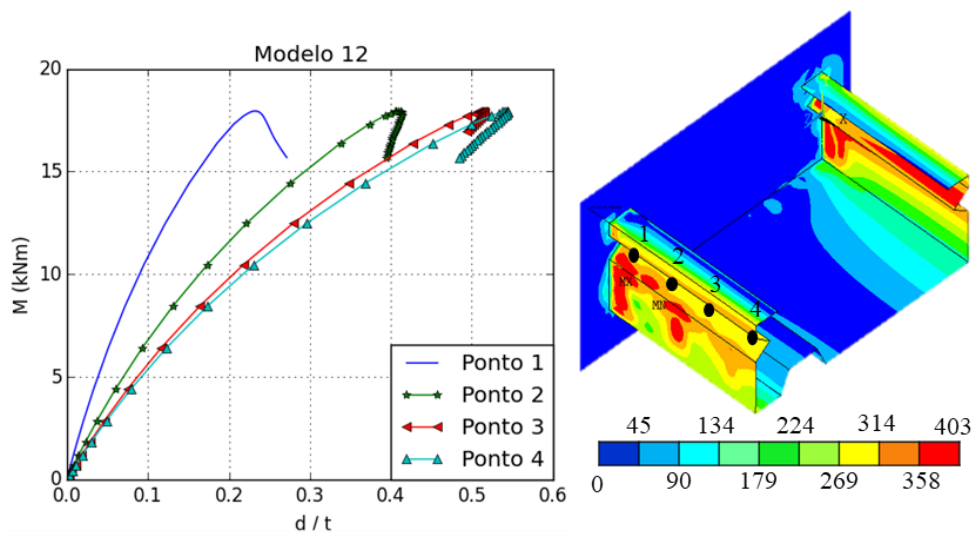 Modelo 12
20
15
10
5
0
M (kNm)
0.0 0.1 0.2 0.3 0.4 0.5 0.6
d / t
Ponto 1
Ponto 2
Ponto 3
Ponto 4
X
1
2
3
4
MX
MN
45 134 224 314 403
0 90 179 269 358